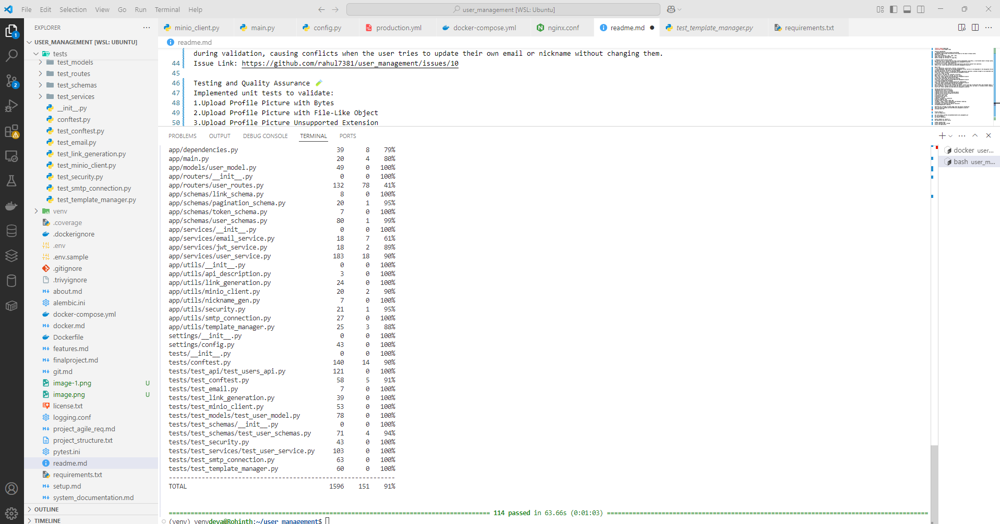 File Edit Selection View Go Run Terminal Help
user_management [WSL: Ubuntu]
EXPLORER
minio_client.py main.py config.py production.yml docker-compose.yml nginx.conf readme.md test_template_manager.py requirements.txt
USER_MANAGEMENT [WSL: UBUNTU]
readme.md
tests
test_models
test_routes
test_schemas
test_services
__init__.py
conftest.py
test_conftest.py
test_email.py
test_link_generation.py
test_minio_client.py
test_security.py
test_smtp_connection.py
test_template_manager.py
venv
.coverage
.dockerignore
.env
.env.sample
.gitignore
.trivyignore
about.md
alembic.ini
docker-compose.yml
docker.md
Dockerfile
features.md
finalproject.md
git.md
image-1.png U
image.png U
license.txt
logging.conf
project_agile_req.md
project_structure.txt
pytest.ini
readme.md
requirements.txt
setup.md
system_documentation.md
OUTLINE
TIMELINE
1
2
during validation, causing conflicts when the user tries to update their own email or nickname without changing them.
44 Issue Link: https://github.com/rahul7381/user_management/issues/10
45
46 Testing and Quality Assurance 🧪
47 Implemented unit tests to validate:
48 1.Upload Profile Picture with Bytes
49 2.Upload Profile Picture with File-Like Object
50 3.Upload Profile Picture Unsupported Extension
PROBLEMS OUTPUT DEBUG CONSOLE TERMINAL PORTS
docker user...
bash user_m...
app/dependencies.py 39 8 79%
app/main.py 20 4 80%
app/models/user_model.py 49 0 100%
app/routers/__init__.py 0 0 100%
app/routers/user_routes.py 132 78 41%
app/schemas/link_schema.py 8 0 100%
app/schemas/pagination_schema.py 20 1 95%
app/schemas/token_schema.py 7 0 100%
app/schemas/user_schemas.py 80 1 99%
app/services/__init__.py 0 0 100%
app/services/email_service.py 18 7 61%
app/services/jwt_service.py 18 2 89%
app/services/user_service.py 183 18 90%
app/utils/__init__.py 0 0 100%
app/utils/api_description.py 3 0 100%
app/utils/link_generation.py 24 0 100%
app/utils/minio_client.py 20 2 90%
app/utils/nickname_gen.py 7 0 100%
app/utils/security.py 21 1 95%
app/utils/smtp_connection.py 27 0 100%
app/utils/template_manager.py 25 3 88%
settings/__init__.py 0 0 100%
settings/config.py 43 0 100%
tests/__init__.py 0 0 100%
tests/conftest.py 140 14 90%
tests/test_api/test_users_api.py 121 0 100%
tests/test_conftest.py 58 5 91%
tests/test_email.py 7 0 100%
tests/test_link_generation.py 39 0 100%
tests/test_minio_client.py 53 0 100%
tests/test_models/test_user_model.py 78 0 100%
tests/test_schemas/__init__.py 0 0 100%
tests/test_schemas/test_user_schemas.py 71 4 94%
tests/test_security.py 43 0 100%
tests/test_services/test_user_service.py 103 0 100%
tests/test_smtp_connection.py 63 0 100%
tests/test_template_manager.py 60 0 100%
TOTAL 1596 151 91%
114 passed in 63.66s (0:01:03)
(venv) venvdeva@Rohinth:~/user_management$